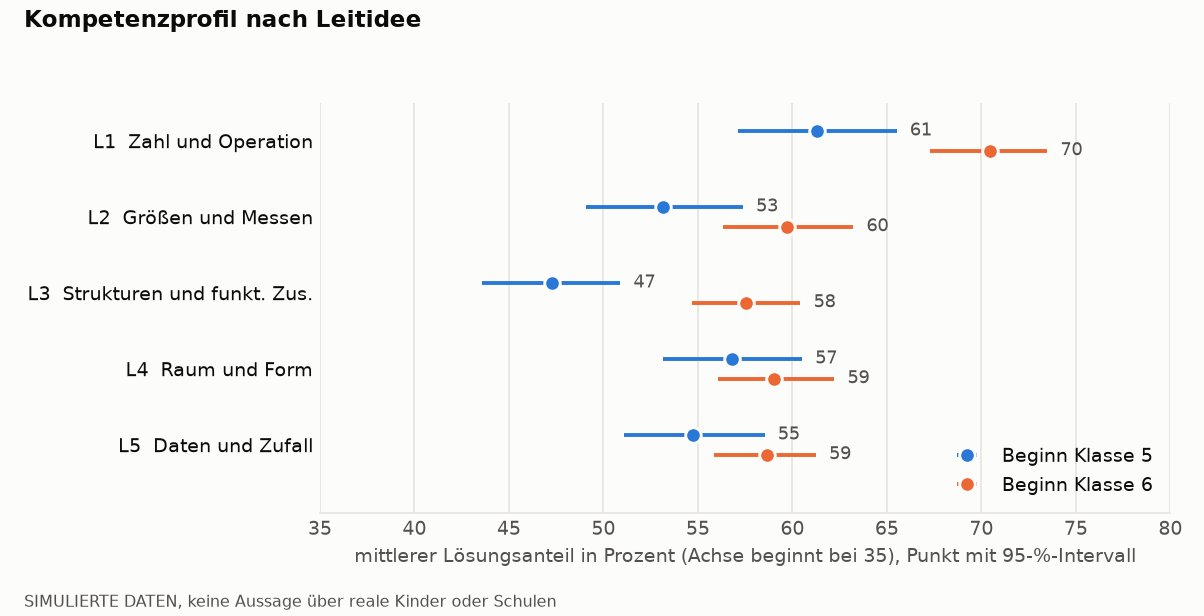 Kompetenzprofil nach Leitidee
L1  Zahl und Operation
61
70
L2  Größen und Messen
53
60
L3  Strukturen und funkt. Zus.
47
58
L4  Raum und Form
57
59
L5  Daten und Zufall
55
59
Beginn Klasse 5
Beginn Klasse 6
35 40 45 50 55 60 65 70 75 80
mittlerer Lösungsanteil in Prozent (Achse beginnt bei 35), Punkt mit 95-%-Intervall
SIMULIERTE DATEN, keine Aussage über reale Kinder oder Schulen